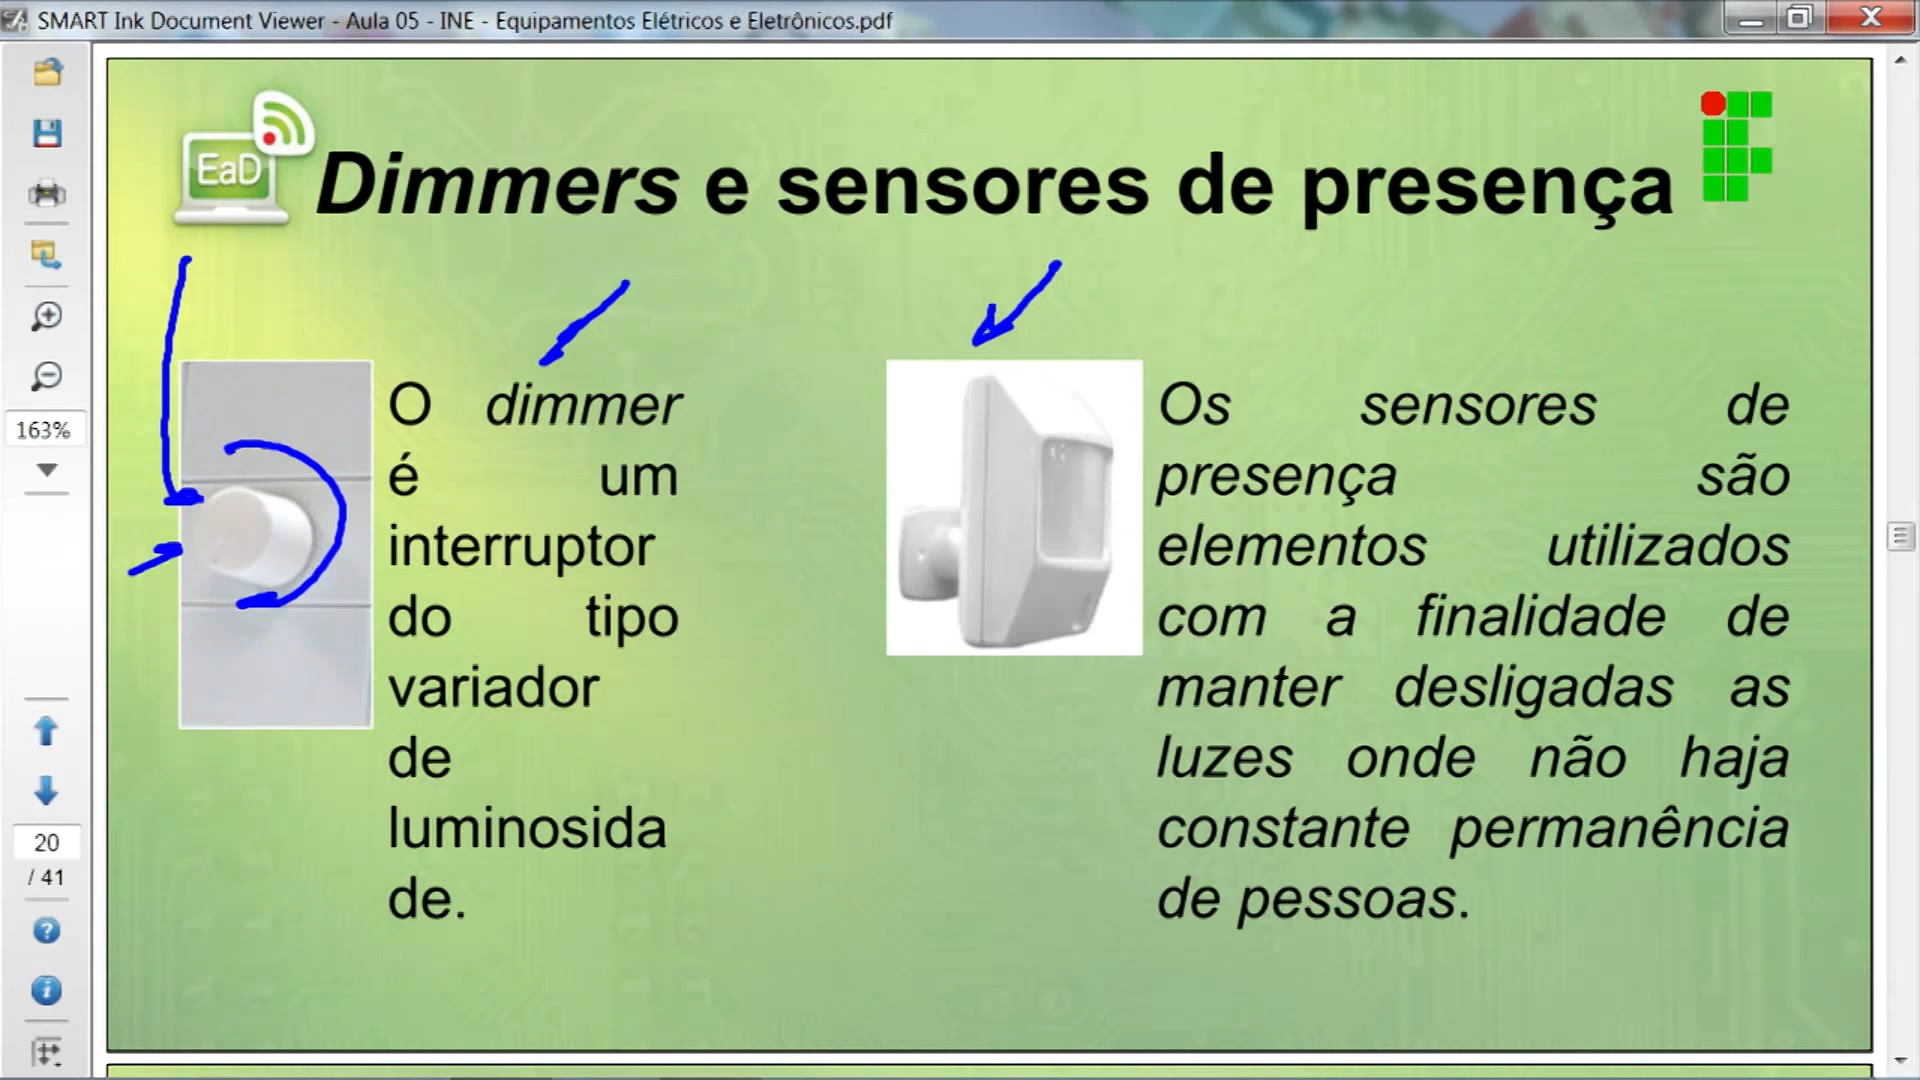 SMART Ink Document Viewer - Aula 05 - INE - Equipamentos Elétricos e Eletrônicos.pdf
EaD
Dimmers e sensores de presença
163%
20
/ 41
O dimmer
é um
interruptor
do tipo
variador
de
luminosida
de.
Os sensores de
presença são
elementos utilizados
com a finalidade de
manter desligadas as
luzes onde não haja
constante permanência
de pessoas.